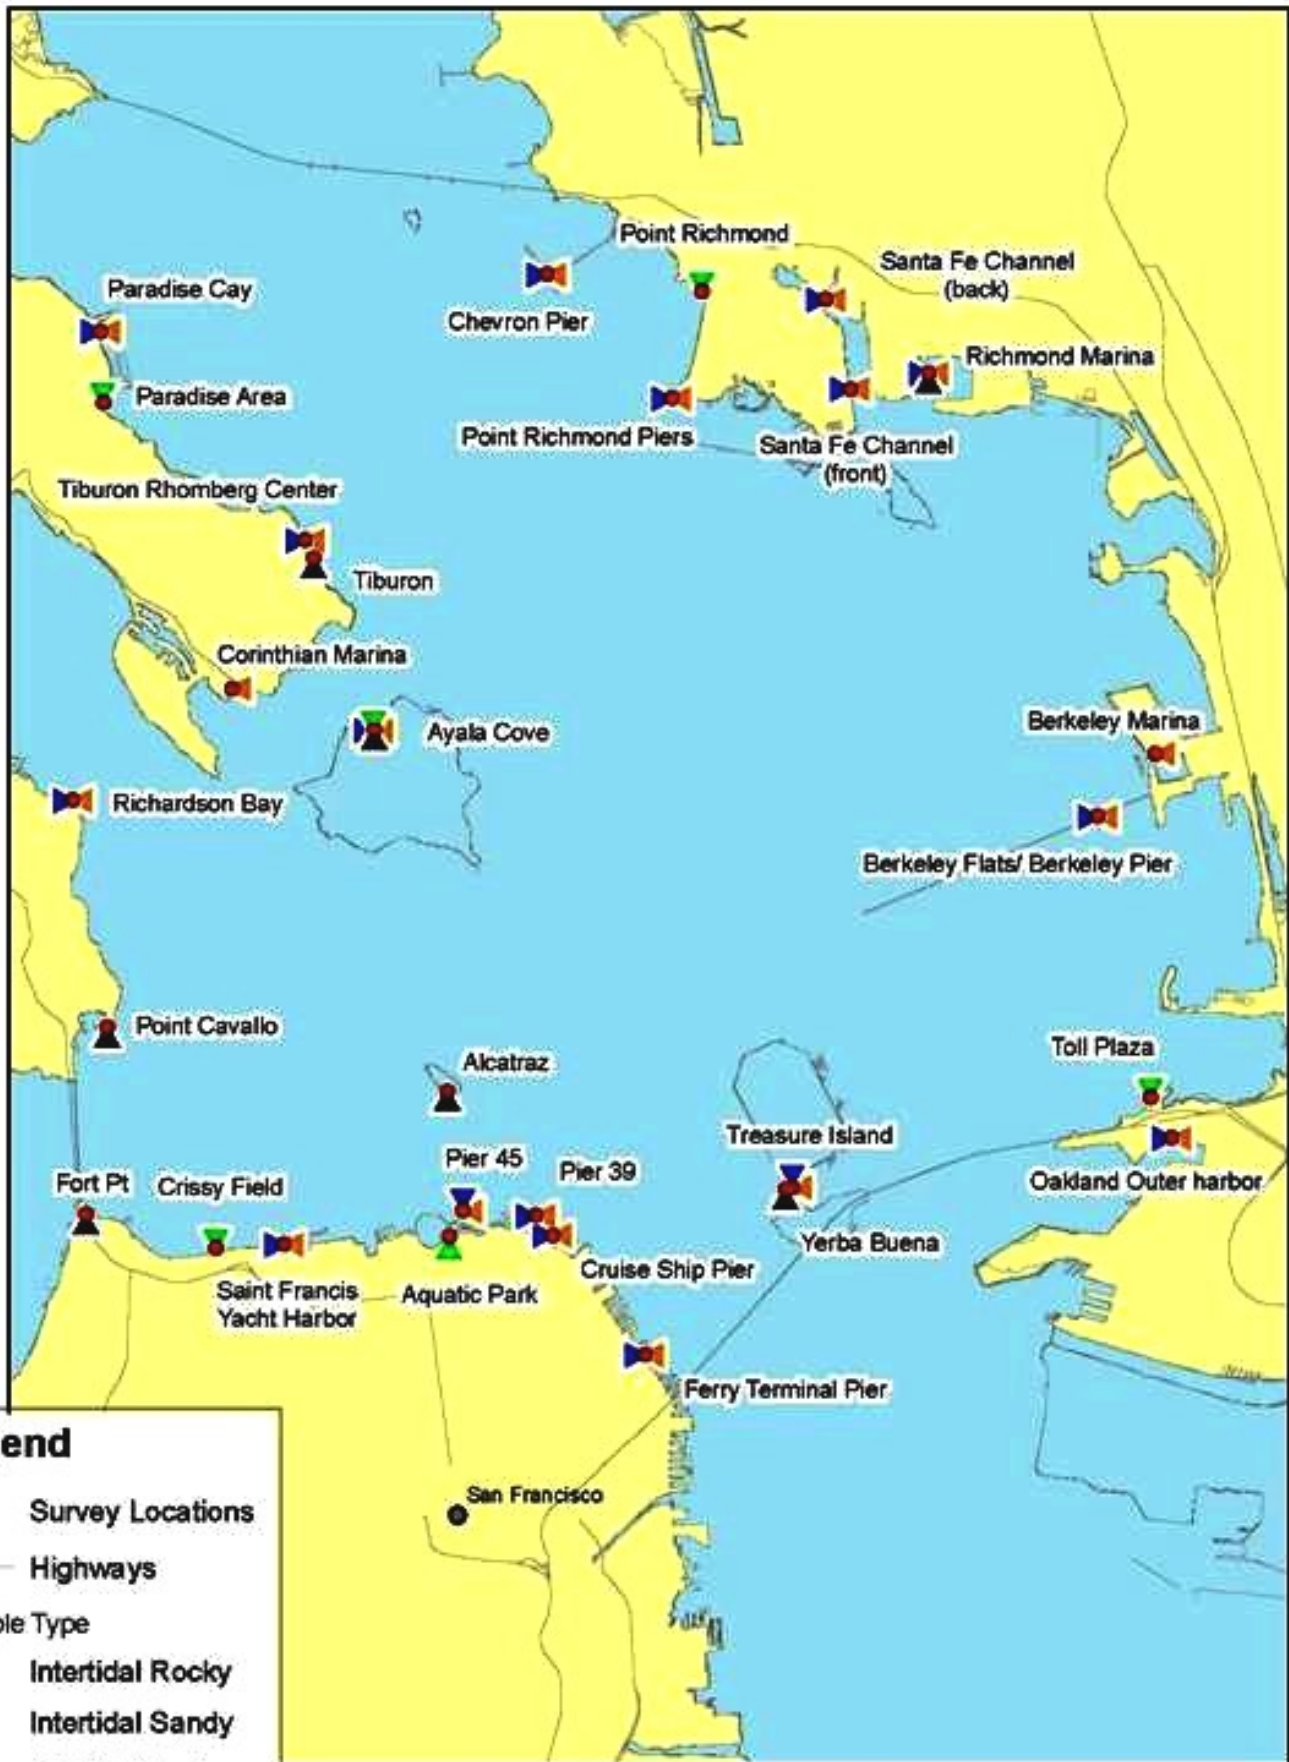 Point Richmond
Santa Fe Channel
(back)
Paradise Cay
Chevron Pier
Richmond Marina
Paradise Area
Point Richmond Piers
Santa Fe Channel
(front)
Tiburon Rhomberg Center
Tiburon
Corinthian Marina
Ayala Cove
Berkeley Marina
Richardson Bay
Berkeley Flats/ Berkeley Pier
Point Cavallo
Toll Plaza
Alcatraz
Treasure Island
Pier 45
Pier 39
Fort Pt
Crissy Field
Oakland Outer harbor
Yerba Buena
Cruise Ship Pier
Saint Francis
Yacht Harbor
Aquatic Park
Ferry Terminal Pier
end
San Francisco
Survey Locations
Highways
ple Type
Intertidal Rocky
Intertidal Sandy